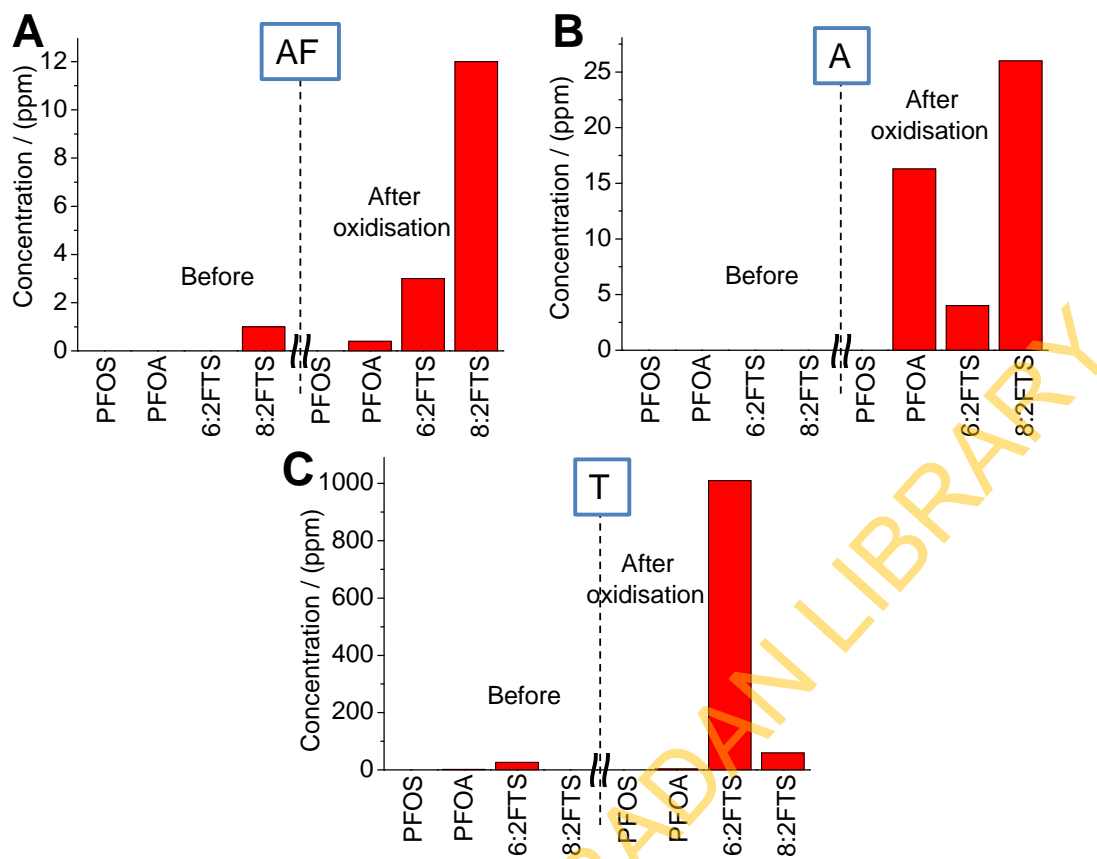 A
AF
Concentration / (ppm)
12
10
8
6
4
2
0
Before
After
oxidisation
PFOS
PFOA
6:2FTS
8:2FTS
PFOS
PFOA
6:2FTS
8:2FTS
B
A
Concentration / (ppm)
25
20
15
10
5
0
Before
After
oxidisation
PFOS
PFOA
6:2FTS
8:2FTS
PFOS
PFOA
6:2FTS
8:2FTS
C
T
Concentration / (ppm)
1000
800
600
400
200
0
Before
After
oxidisation
PFOS
PFOA
6:2FTS
8:2FTS
PFOS
PFOA
6:2FTS
8:2FTS
RADAN LIBRARY